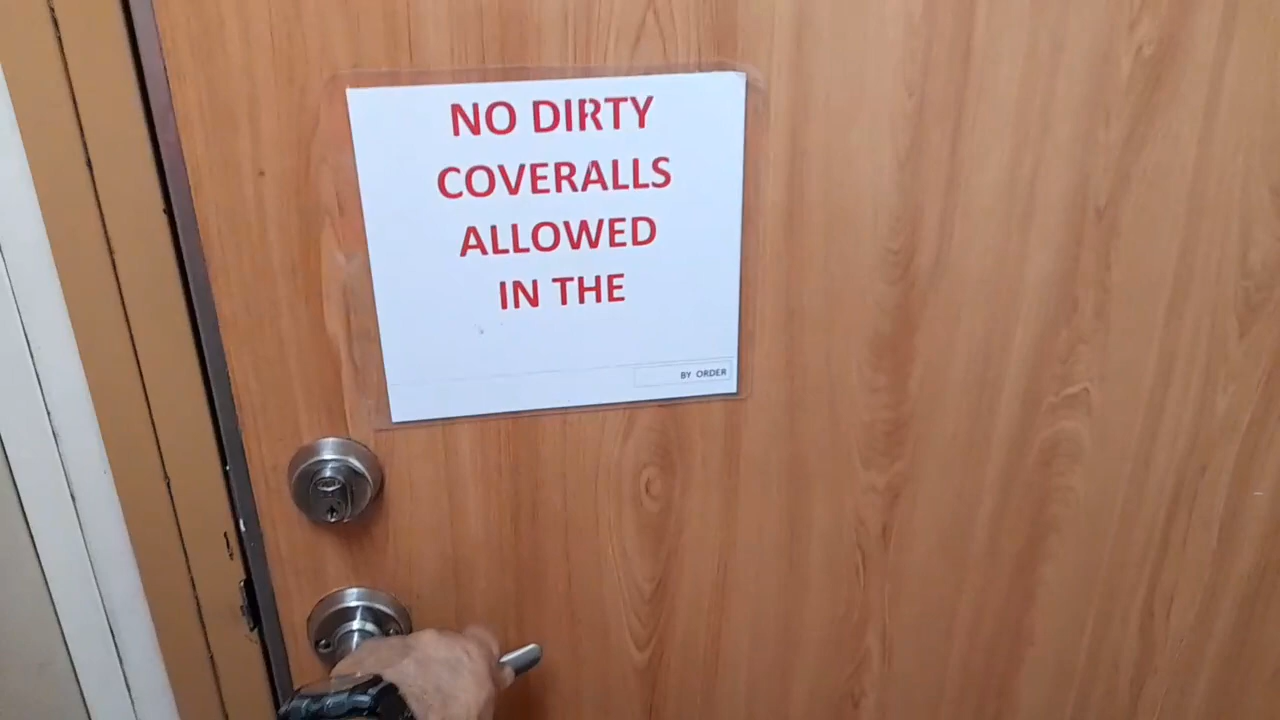 NO DIRTY
COVERALLS
ALLOWED
IN THE
BY ORDER